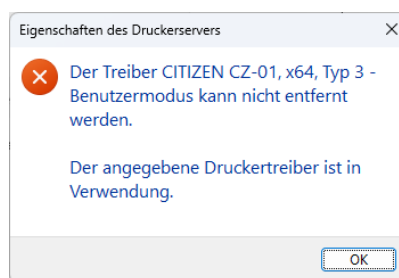 Eigenschaften des Druckerservers
Der Treiber CITIZEN CZ-01, x64, Typ 3 -
Benutzermodus kann nicht entfernt
werden.
Der angegebene Druckertreiber ist in
Verwendung.
OK